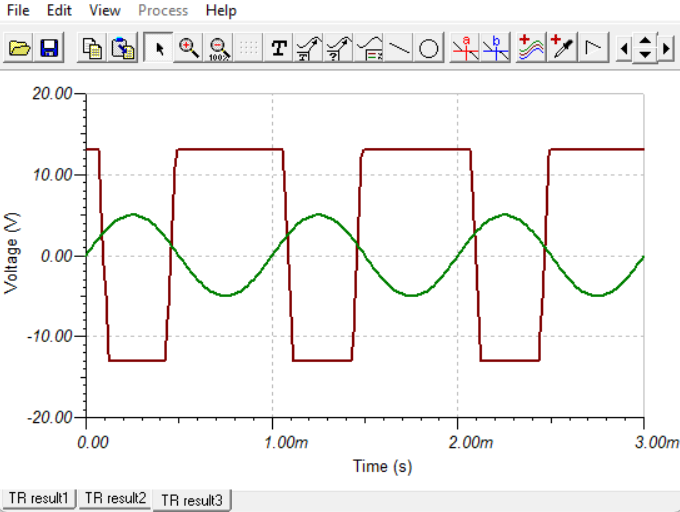 File Edit View Process Help
100% T T ? a b
20.00
10.00
0.00
-10.00
-20.00
Voltage (V)
0.00 1.00m 2.00m 3.00m
Time (s)
TR result1 TR result2 TR result3